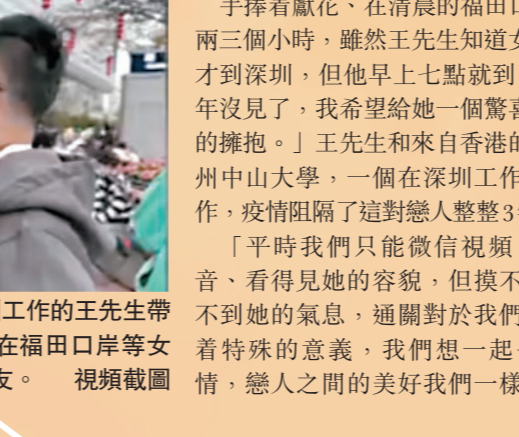 手捧着獻花、在清晨的福田口
兩三個小時，雖然王先生知道女
才到深圳，但他早上七點就到
年沒見了，我希望給她一個驚喜
的擁抱。」王先生和來自香港的
州中山大學，一個在深圳工作
作，疫情阻隔了這對戀人整整3
「平時我們只能微信視頻
音、看得見她的容貌，但摸不
不到她的氣息，通關對於我們
着特殊的意義，我們想一起
情，戀人之間的美好我們一樣
工作的王先生帶
在福田口岸等女
友。 視頻截圖